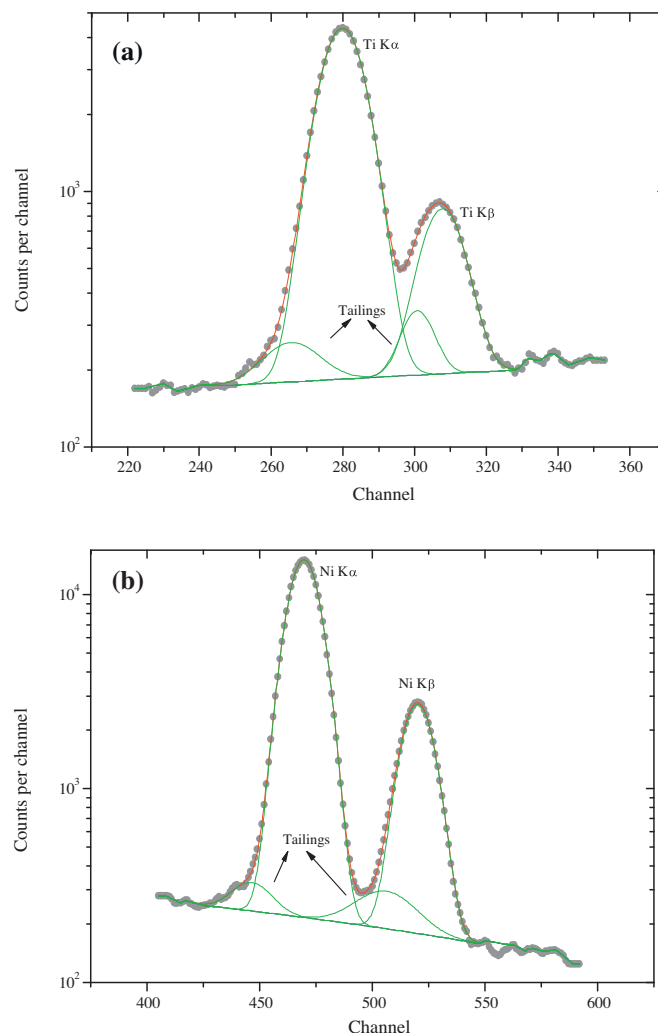 (a)
Ti Kα
Ti Kβ
Tailings
Counts per channel
10³
10²
220 240 260 280 300 320 340 360
Channel
(b)
Ni Kα
Ni Kβ
Tailings
Counts per channel
10⁴
10³
10²
400 450 500 550 600
Channel